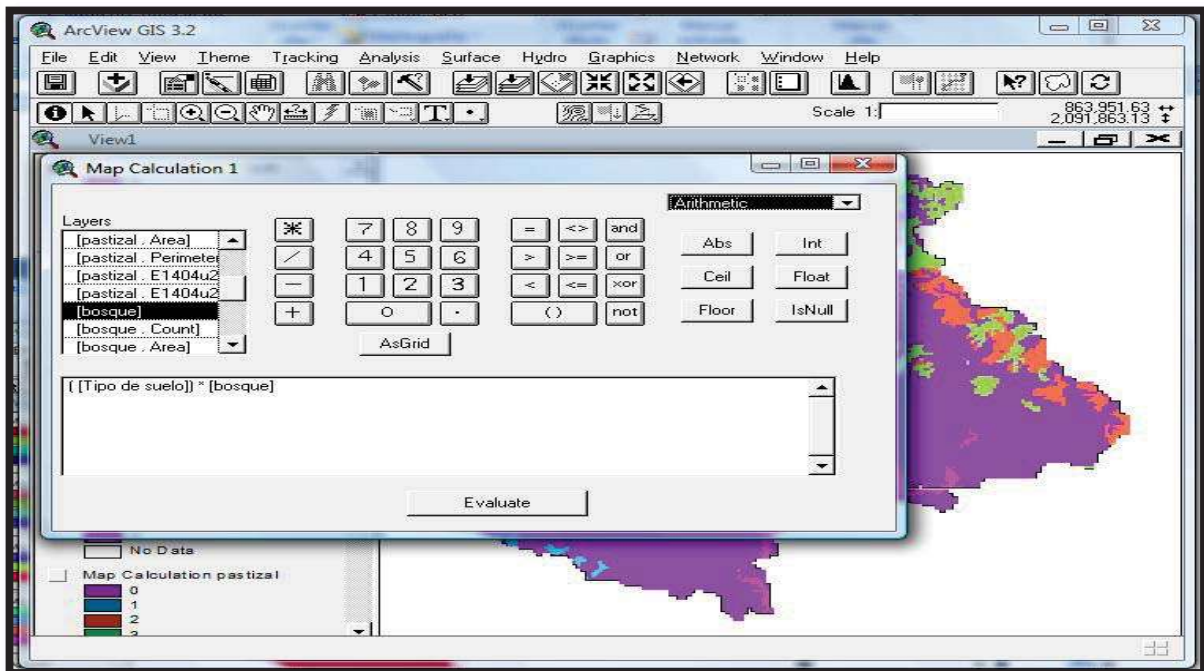 ArcView GIS 3.2
File Edit View Theme Tracking Analysis Surface Hydro Graphics Network Window Help
Scale 1:
863,951.63
2,091,863.13
View1
Map Calculation 1
Arithmetic
Layers
[pastizal . Area]
[pastizal . Perimeter
[pastizal . E1404u2
[pastizal . E1404u2
[bosque]
[bosque . Count]
[bosque . Area]
* 7 8 9 = <> and
/ 4 5 6 > >= or
- 1 2 3 < <= xor
+ 0 . ( ) not
AsGrid
Abs Int
Ceil Float
Floor IsNull
( [Tipo de suelo]) * [bosque]
Evaluate
No Data
Map Calculation pastizal
0
1
2